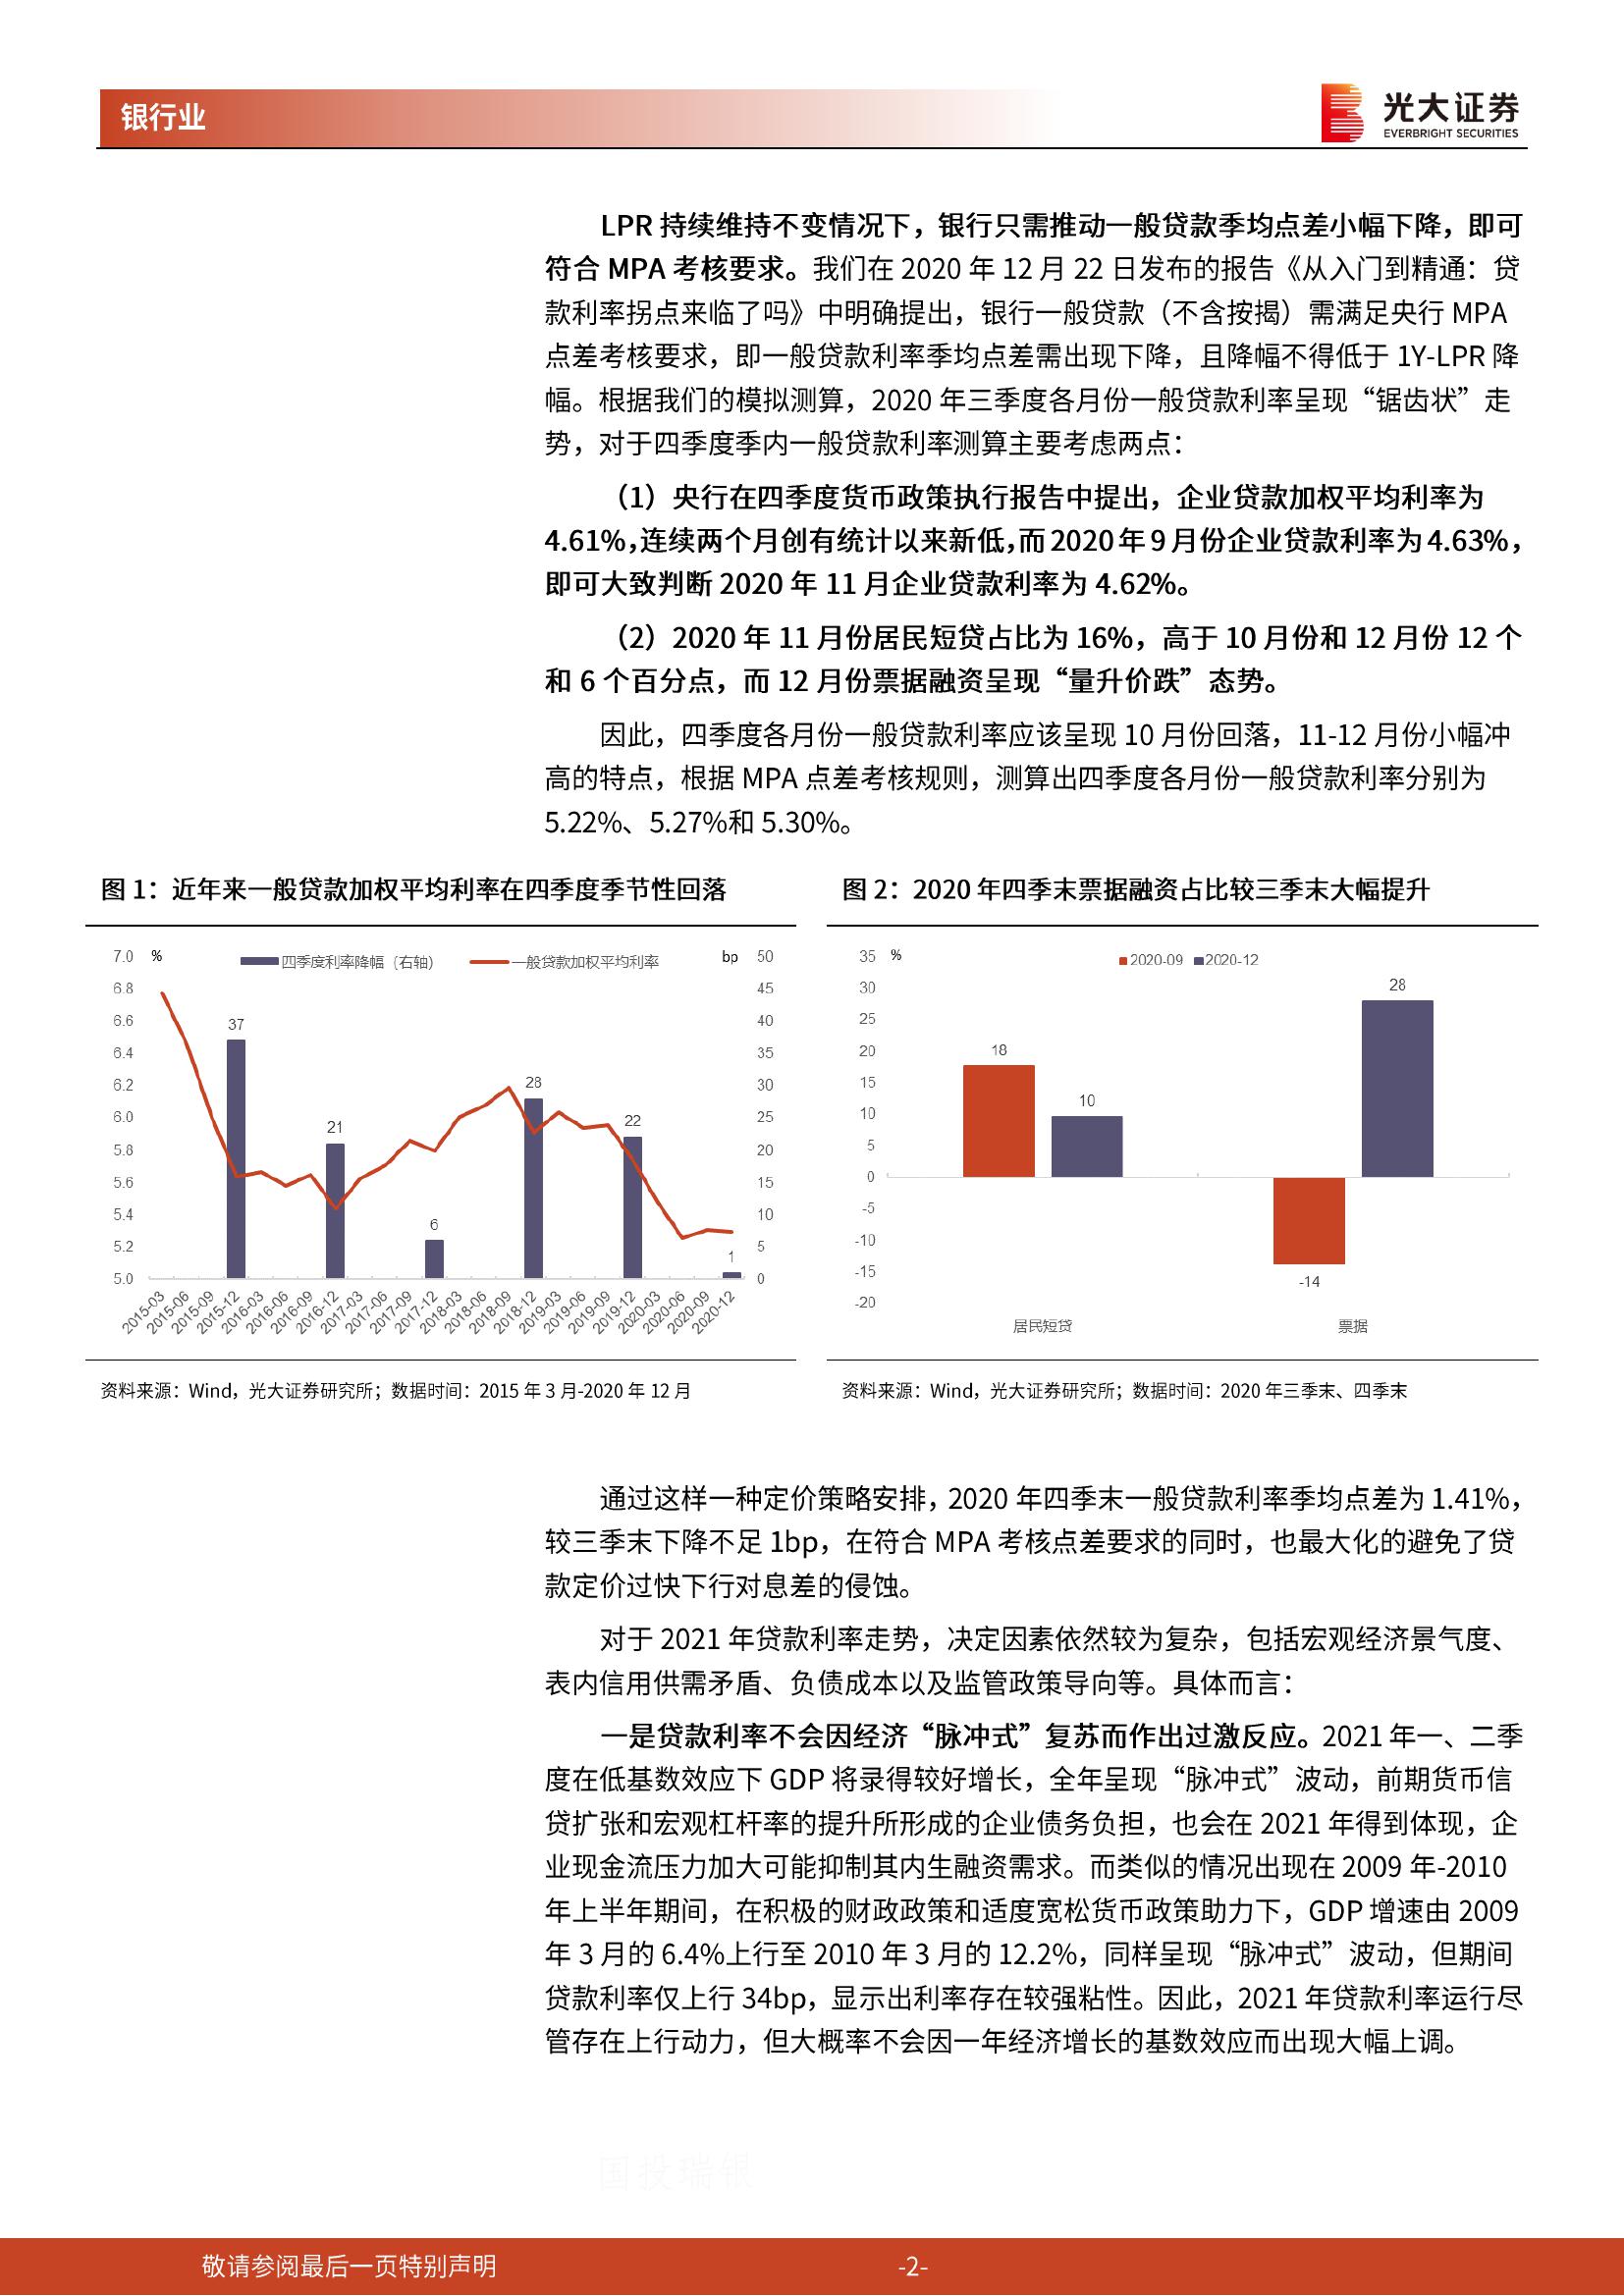 银行业
光大证券
EVERBRIGHT SECURITIES
LPR 持续维持不变情况下，银行只需推动一般贷款季均点差小幅下降，即可
符合 MPA 考核要求。我们在 2020 年 12 月 22 日发布的报告《从入门到精通：贷
款利率拐点来临了吗》中明确提出，银行一般贷款（不含按揭）需满足央行 MPA
点差考核要求，即一般贷款利率季均点差需出现下降，且降幅不得低于 1Y-LPR 降
幅。根据我们的模拟测算，2020 年三季度各月份一般贷款利率呈现“锯齿状”走
势，对于四季度季内一般贷款利率测算主要考虑两点：
（1）央行在四季度货币政策执行报告中提出，企业贷款加权平均利率为
4.61%，连续两个月创有统计以来新低，而 2020 年 9 月份企业贷款利率为 4.63%，
即可大致判断 2020 年 11 月企业贷款利率为 4.62%。
（2）2020 年 11 月份居民短贷占比为 16%，高于 10 月份和 12 月份 12 个
和 6 个百分点，而 12 月份票据融资呈现“量升价跌”态势。
因此，四季度各月份一般贷款利率应该呈现 10 月份回落，11-12 月份小幅冲
高的特点，根据 MPA 点差考核规则，测算出四季度各月份一般贷款利率分别为
5.22%、5.27%和 5.30%。
图 1：近年来一般贷款加权平均利率在四季度季节性回落
7.0 % 四季度利率降幅（右轴） 一般贷款加权平均利率 bp 50
6.8 45
6.6 37 40
6.4 35
6.2 28 30
6.0 21 22 25
5.8 20
5.6 15
5.4 6 10
5.2 1 5
5.0 0
2015-03 2015-06 2015-09 2015-12 2016-03 2016-06 2016-09 2016-12 2017-03 2017-06 2017-09 2017-12 2018-03 2018-06 2018-09 2018-12 2019-03 2019-06 2019-09 2019-12 2020-03 2020-06 2020-09 2020-12
资料来源：Wind，光大证券研究所；数据时间：2015 年 3 月-2020 年 12 月
图 2：2020 年四季末票据融资占比较三季末大幅提升
35 % 2020-09 2020-12
30 28
25
20 18
15
10 10
5
0
-5
-10
-15 -14
-20
居民短贷 票据
资料来源：Wind，光大证券研究所；数据时间：2020 年三季末、四季末
通过这样一种定价策略安排，2020 年四季末一般贷款利率季均点差为 1.41%，
较三季末下降不足 1bp，在符合 MPA 考核点差要求的同时，也最大化的避免了贷
款定价过快下行对息差的侵蚀。
对于 2021 年贷款利率走势，决定因素依然较为复杂，包括宏观经济景气度、
表内信用供需矛盾、负债成本以及监管政策导向等。具体而言：
一是贷款利率不会因经济“脉冲式”复苏而作出过激反应。2021 年一、二季
度在低基数效应下 GDP 将录得较好增长，全年呈现“脉冲式”波动，前期货币信
贷扩张和宏观杠杆率的提升所形成的企业债务负担，也会在 2021 年得到体现，企
业现金流压力加大可能抑制其内生融资需求。而类似的情况出现在 2009 年-2010
年上半年期间，在积极的财政政策和适度宽松货币政策助力下，GDP 增速由 2009
年 3 月的 6.4%上行至 2010 年 3 月的 12.2%，同样呈现“脉冲式”波动，但期间
贷款利率仅上行 34bp，显示出利率存在较强粘性。因此，2021 年贷款利率运行尽
管存在上行动力，但大概率不会因一年经济增长的基数效应而出现大幅上调。
国投瑞银
敬请参阅最后一页特别声明
-2-